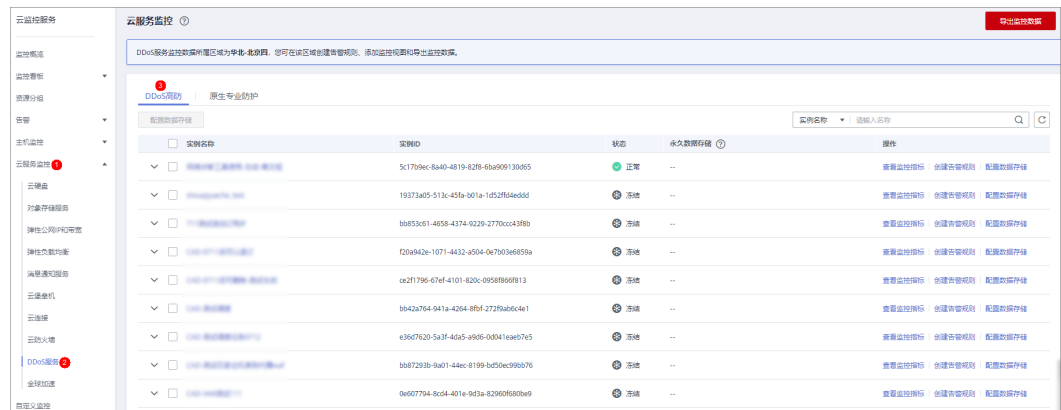 云监控服务
云服务监控
导出监控数据
DDoS服务监控数据所属区域为华北-北京四，您可在该区域创建告警规则、添加监控视图和导出监控数据。
监控概览
监控看板
资源分组
告警
主机监控
云服务监控 1
云硬盘
对象存储服务
弹性公网IP和带宽
弹性负载均衡
消息通知服务
云堡垒机
云连接
云防火墙
DDoS服务 2
全球加速
自定义监控
3
DDoS高防 原生专业防护
配置数据存储 实例名称 请输入名称
实例名称 实例ID 状态 永久数据存储 操作
5c17b9ec-8a40-4819-82f8-6ba909130d65 正常 -- 查看监控指标 创建告警规则 配置数据存储
19373a05-513c-45fa-b01a-1d52ffd4eddd 冻结 -- 查看监控指标 创建告警规则 配置数据存储
bb853c61-4658-4374-9229-2770ccc43f8b 冻结 -- 查看监控指标 创建告警规则 配置数据存储
f20a942e-1071-4432-a504-0e7b03e6859a 冻结 -- 查看监控指标 创建告警规则 配置数据存储
ce2f1796-67ef-4101-820c-0958f866f813 冻结 -- 查看监控指标 创建告警规则 配置数据存储
bb42a764-941a-4264-8fbf-272f9ab6c4e1 冻结 -- 查看监控指标 创建告警规则 配置数据存储
e36d7620-5a3f-4da5-a9d6-0d041eaeb7e5 冻结 -- 查看监控指标 创建告警规则 配置数据存储
bb87293b-9a01-44ec-8199-bd50ec99bb76 冻结 -- 查看监控指标 创建告警规则 配置数据存储
0e607794-8cd4-401e-9d3a-82960f680be9 冻结 -- 查看监控指标 创建告警规则 配置数据存储